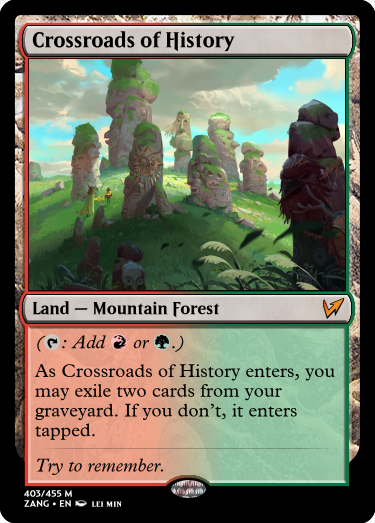 Crossroads of History
Land — Mountain Forest
(: Add or .)
As Crossroads of History enters, you
may exile two cards from your
graveyard. If you don't, it enters
tapped.
Try to remember.
403/455 M
ZANG • EN LEI MIN